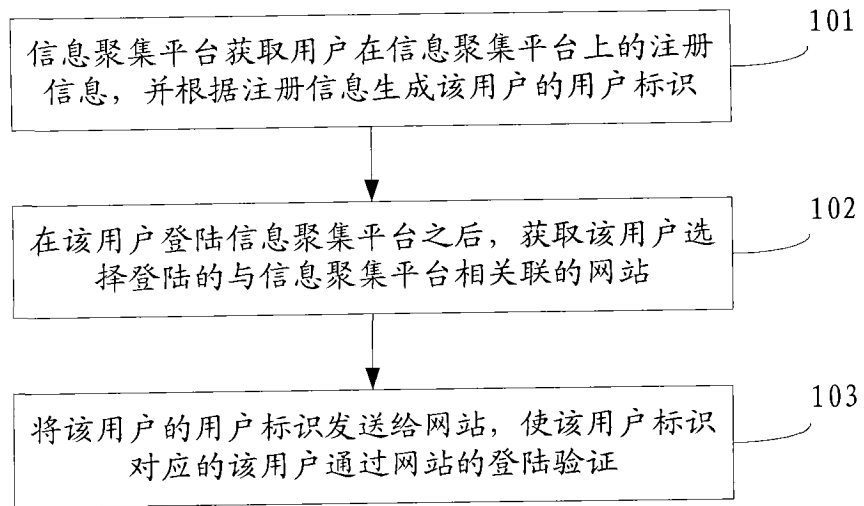 信息聚集平台获取用户在信息聚集平台上的注册
信息，并根据注册信息生成该用户的用户标识
101
在该用户登陆信息聚集平台之后，获取该用户选
择登陆的与信息聚集平台相关联的网站
102
将该用户的用户标识发送给网站，使该用户标识
对应的该用户通过网站的登陆验证
103